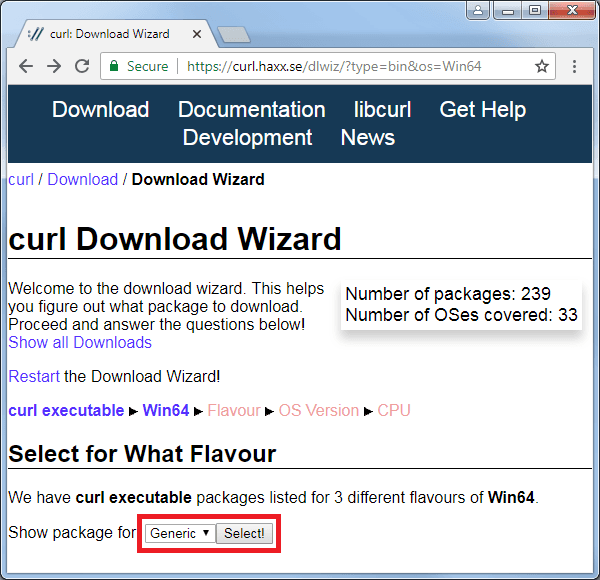 curl: Download Wizard
Secure https://curl.haxx.se/dlwiz/?type=bin&os=Win64
Download Documentation libcurl Get Help
Development News
curl / Download / Download Wizard
curl Download Wizard
Welcome to the download wizard. This helps
you figure out what package to download.
Proceed and answer the questions below!
Show all Downloads
Number of packages: 239
Number of OSes covered: 33
Restart the Download Wizard!
curl executable ▶ Win64 ▶ Flavour ▶ OS Version ▶ CPU
Select for What Flavour
We have curl executable packages listed for 3 different flavours of Win64.
Show package for Generic ▼ Select!